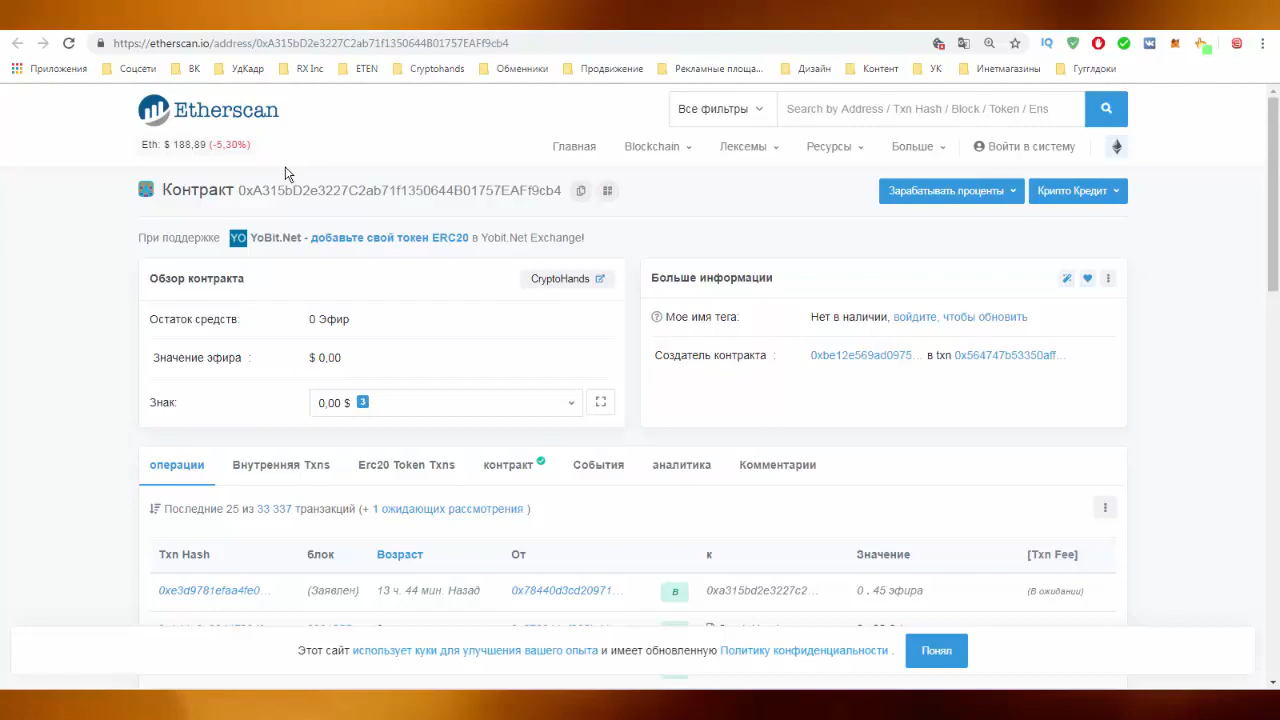 https://etherscan.io/address/0xA315bD2e3227C2ab71f1350644b01757EAFf9cb4
Приложения Соцсети ВК УдКадр RX Inc ETEN Cryptohands Обменники Продвижение Рекламные площа... Дизайн Контент УК Инетмагазины Гугглдоки
Etherscan
Все фильтры Search by Address / Txn Hash / Block / Token / Ens
Eth: $ 188,89 (-5,30%)
Главная Blockchain Лексемы Ресурсы Больше Войти в систему
Контракт 0xA315bD2e3227C2ab71f1350644B01757EAFf9cb4
Зарабатывать проценты Крипто Кредит
При поддержке YO YoBit.Net - добавьте свой токен ERC20 в Yobit.Net Exchange!
Обзор контракта CryptoHands
Остаток средств: 0 Эфир
Значение эфира : $ 0,00
Знак: 0,00 $ 3
Больше информации
Мое имя тега: Нет в наличии, войдите, чтобы обновить
Создатель контракта : 0xbe12e569ad0975... в txn 0x564747b53350aff...
операции Внутренняя Txns Erc20 Token Txns контракт События аналитика Комментарии
Последние 25 из 33 337 транзакций (+ 1 ожидающих рассмотрения )
Txn Hash блок Возраст От к Значение [Txn Fee]
0xe3d9781efaa4fe0... (Заявлен) 13 ч. 44 мин. Назад 0x78440d3cd20971... В 0xa315bd2e3227c2... 0 . 45 эфира (В ожидании)
Этот сайт использует куки для улучшения вашего опыта и имеет обновленную Политику конфиденциальности . Понял